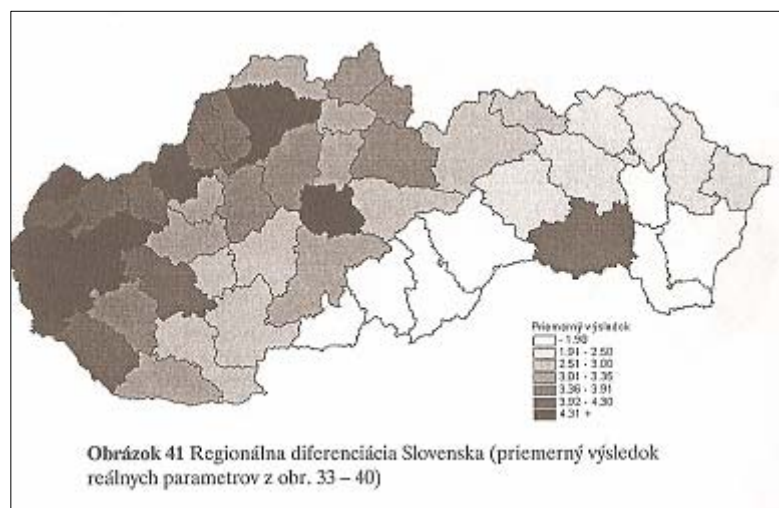 Priemerný výsledok
- 1.90
1.91 - 2.50
2.51 - 3.00
3.01 - 3.35
3.36 - 3.91
3.92 - 4.30
4.31 +
Obrázok 41 Regionálna diferenciácia Slovenska (priemerný výsledok
reálnych parametrov z obr. 33 – 40)